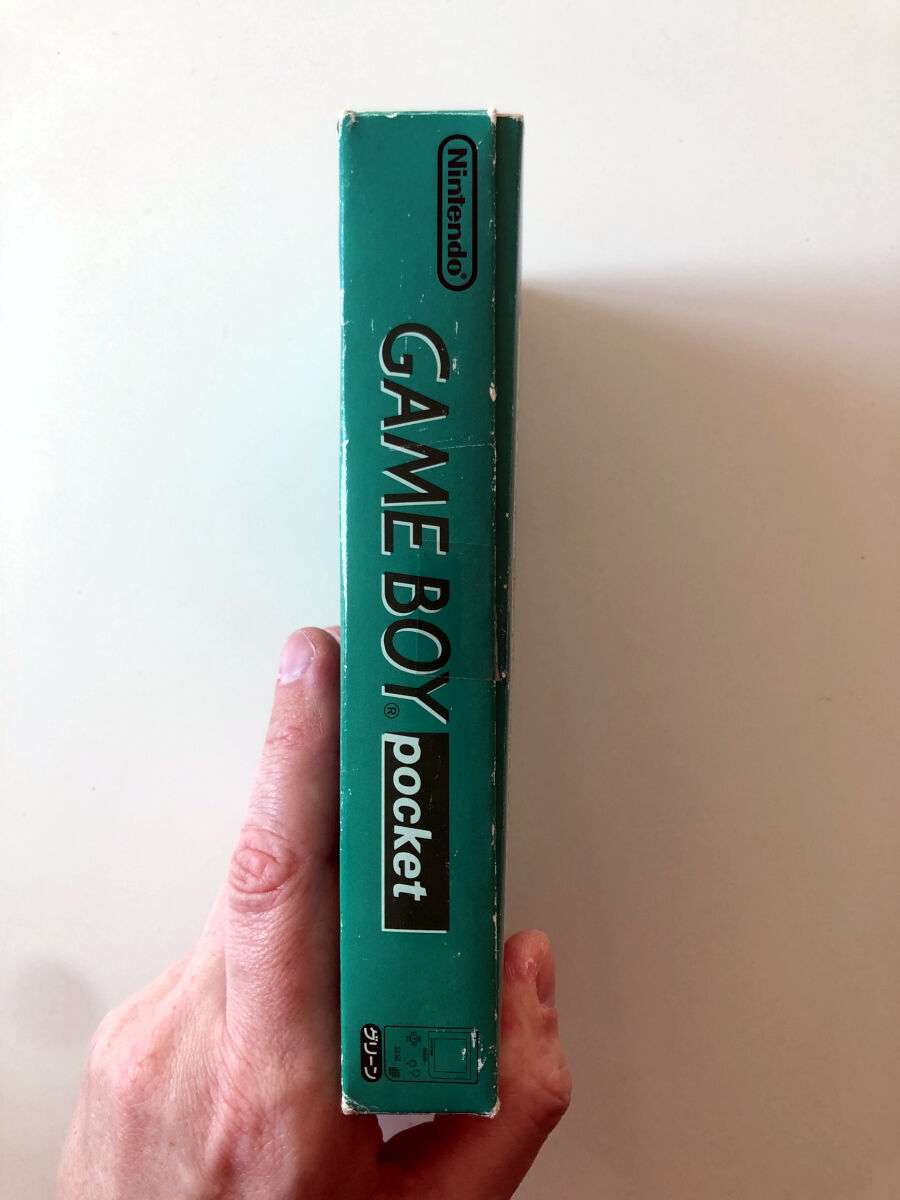 Nintendo®
GAME BOY® pocket
グリーン